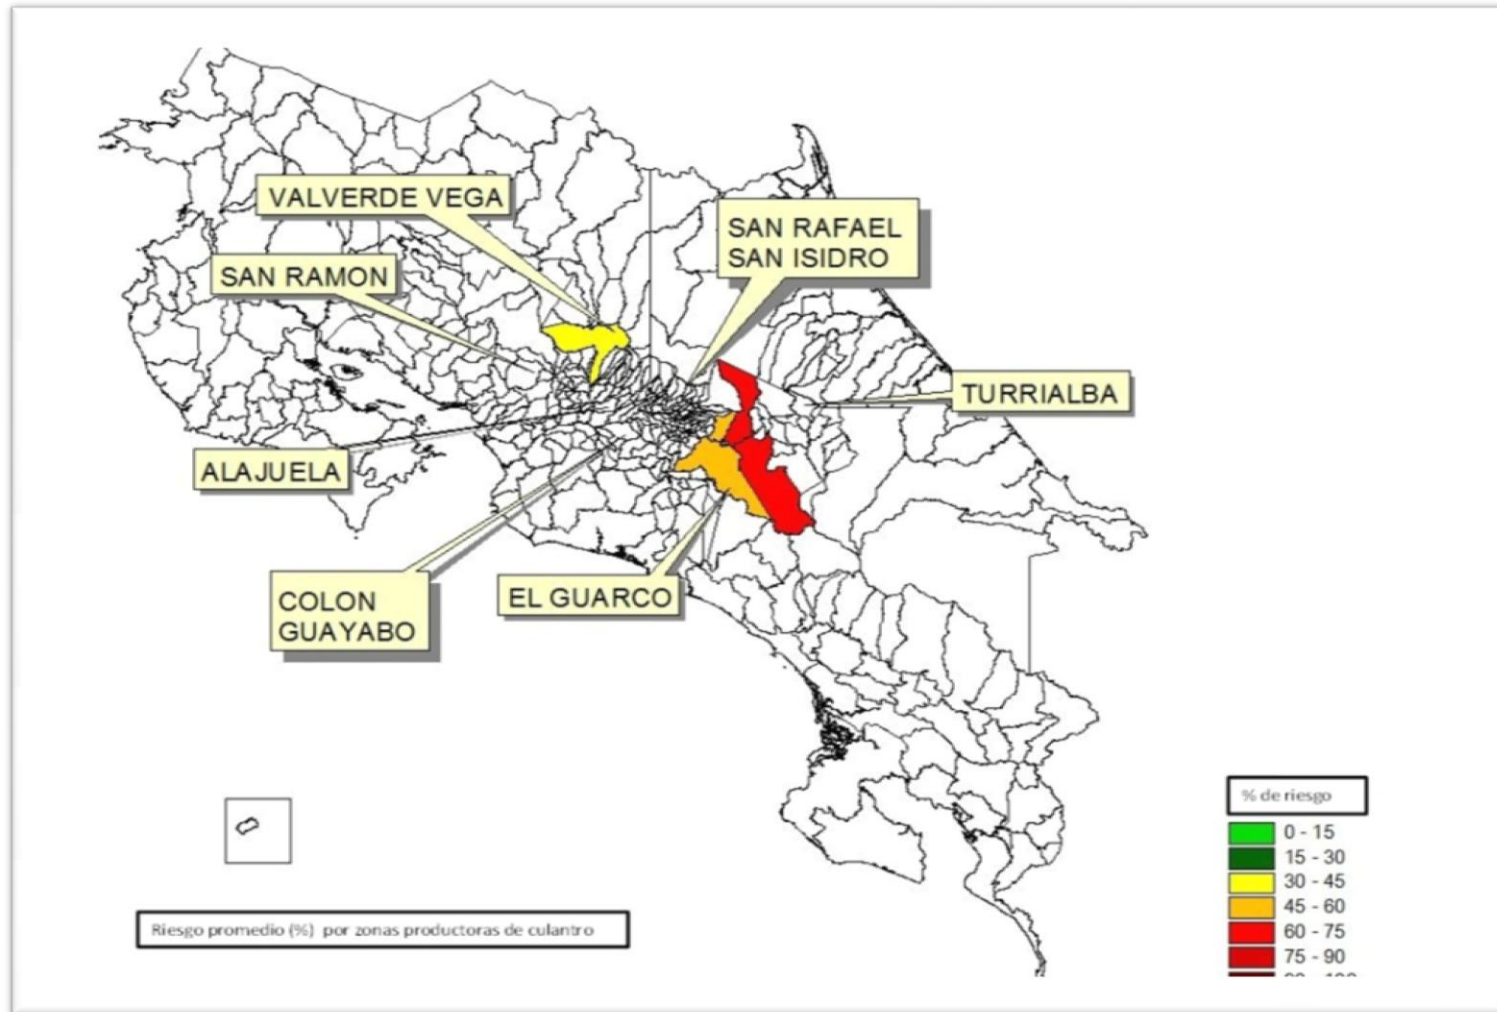 VALVERDE VEGA
SAN RAFAEL
SAN ISIDRO
SAN RAMON
TURRIALBA
ALAJUELA
COLON
GUAYABO
EL GUARCO
% de riesgo
0 - 15
15 - 30
30 - 45
45 - 60
60 - 75
75 - 90
Riesgo promedio (%) por zonas productoras de culantro